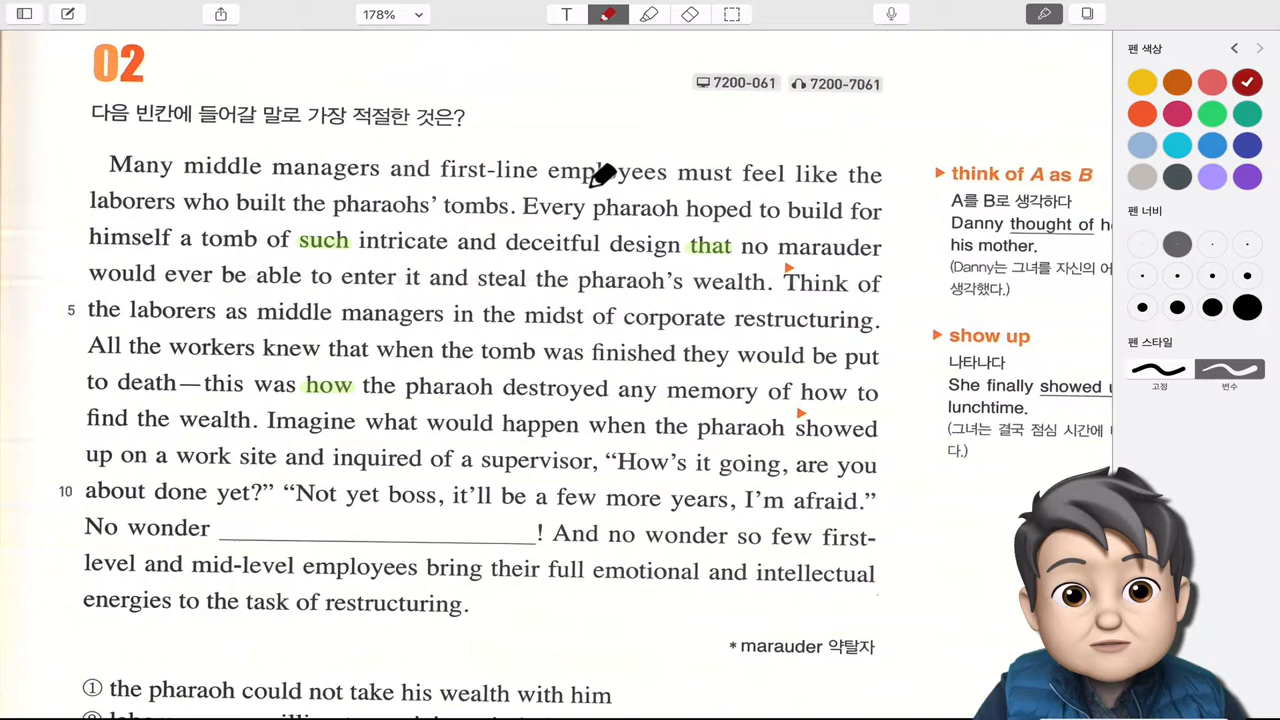 178%
T
02
7200-061 7200-7061
다음 빈칸에 들어갈 말로 가장 적절한 것은?
Many middle managers and first-line employees must feel like the
laborers who built the pharaohs' tombs. Every pharaoh hoped to build for
himself a tomb of such intricate and deceitful design that no marauder
would ever be able to enter it and steal the pharaoh's wealth. Think of
5 the laborers as middle managers in the midst of corporate restructuring.
All the workers knew that when the tomb was finished they would be put
to death—this was how the pharaoh destroyed any memory of how to
find the wealth. Imagine what would happen when the pharaoh showed
up on a work site and inquired of a supervisor, “How's it going, are you
10 about done yet?” “Not yet boss, it'll be a few more years, I'm afraid.”
No wonder ! And no wonder so few first-
level and mid-level employees bring their full emotional and intellectual
energies to the task of restructuring.
* marauder 약탈자
① the pharaoh could not take his wealth with him
think of A as B
A를 B로 생각하다
Danny thought of
his mother.
(Danny는 그녀를 자신의
생각했다.)
show up
나타나다
She finally showed
lunchtime.
(그녀는 결국 점심 시간에
다.)
펜 색상
펜 너비
펜 스타일
고정 변수